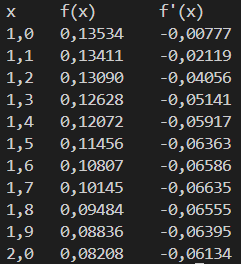 x f(x) f'(x)
1,0 0,13534 -0,00777
1,1 0,13411 -0,02119
1,2 0,13090 -0,04056
1,3 0,12628 -0,05141
1,4 0,12072 -0,05917
1,5 0,11456 -0,06363
1,6 0,10807 -0,06586
1,7 0,10145 -0,06635
1,8 0,09484 -0,06555
1,9 0,08836 -0,06395
2,0 0,08208 -0,06134